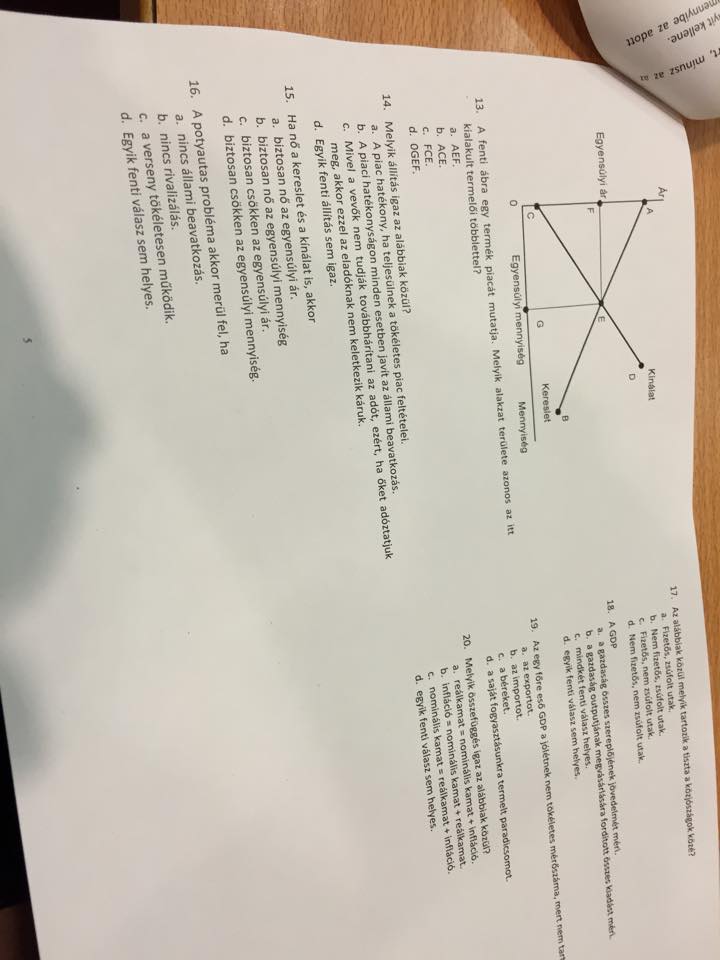 rt, mínusz az ár
nyit kellene.
mennyibe az adott
Ár
A
Kínálat
D
Egyensúlyi ár
F
E
B
Kereslet
C
G
0
Egyensúlyi mennyiség
Mennyiség
13. A fenti ábra egy termék piacát mutatja. Melyik alakzat területe azonos az itt
kialakult termelői többlettel?
a. AEF.
b. ACE.
c. FCE.
d. 0GEF.
14. Melyik állítás igaz az alábbiak közül?
a. A piac hatékony, ha teljesülnek a tökéletes piac feltételei.
b. A piaci hatékonyságon minden esetben javít az állami beavatkozás.
c. Mivel a vevők nem tudják továbbhárítani az adót, ezért, ha őket adóztatjuk
meg, akkor ezzel az eladóknak nem keletkezik káruk.
d. Egyik fenti állítás sem igaz.
15. Ha nő a kereslet és a kínálat is, akkor
a. biztosan nő az egyensúlyi ár.
b. biztosan nő az egyensúlyi mennyiség
c. biztosan csökken az egyensúlyi ár.
d. biztosan csökken az egyensúlyi mennyiség.
16. A potyautas probléma akkor merül fel, ha
a. nincs állami beavatkozás.
b. nincs rivalizálás.
c. a verseny tökéletesen működik.
d. Egyik fenti válasz sem helyes.
5
17. Az alábbiak közül melyik tartozik a tiszta a közjószágok közé?
a. Fizetős, zsúfolt utak.
b. Nem fizetős, zsúfolt utak.
c. Fizetős, nem zsúfolt utak.
d. Nem fizetős, nem zsúfolt utak.
18. A GDP
a. a gazdaság összes szereplőjének jövedelmét méri.
b. a gazdaság outputjának megvásárlására fordított összes kiadást méri.
c. mindkét fenti válasz helyes.
d. egyik fenti válasz sem helyes.
19. Az egy főre eső GDP a jólétnek nem tökéletes mérőszáma, mert nem tart
a. az exportot.
b. az importot.
c. a béreket.
d. a saját fogyasztásunkra termelt paradicsomot.
20. Melyik összefüggés igaz az alábbiak közül?
a. reálkamat = nominális kamat + infláció.
b. infláció = nominális kamat + reálkamat.
c. nominális kamat = reálkamat + infláció.
d. egyik fenti válasz sem helyes.